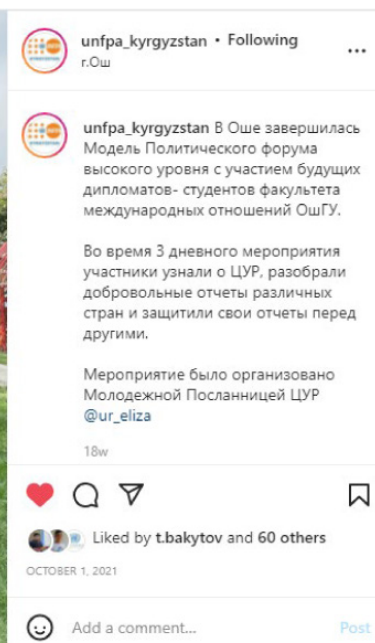 unfpa_kyrgyzstan • Following
г.Ош
unfpa_kyrgyzstan В Оше завершилась
Модель Политического форума
высокого уровня с участием будущих
дипломатов- студентов факультета
международных отношений ОшГУ.
Во время 3 дневного мероприятия
участники узнали о ЦУР, разобрали
добровольные отчеты различных
стран и защитили свои отчеты перед
другими.
Мероприятие было организовано
Молодежной Посланницей ЦУР
@ur_eliza
18w
Liked by t.bakytov and 60 others
OCTOBER 1, 2021
Add a comment...
Post